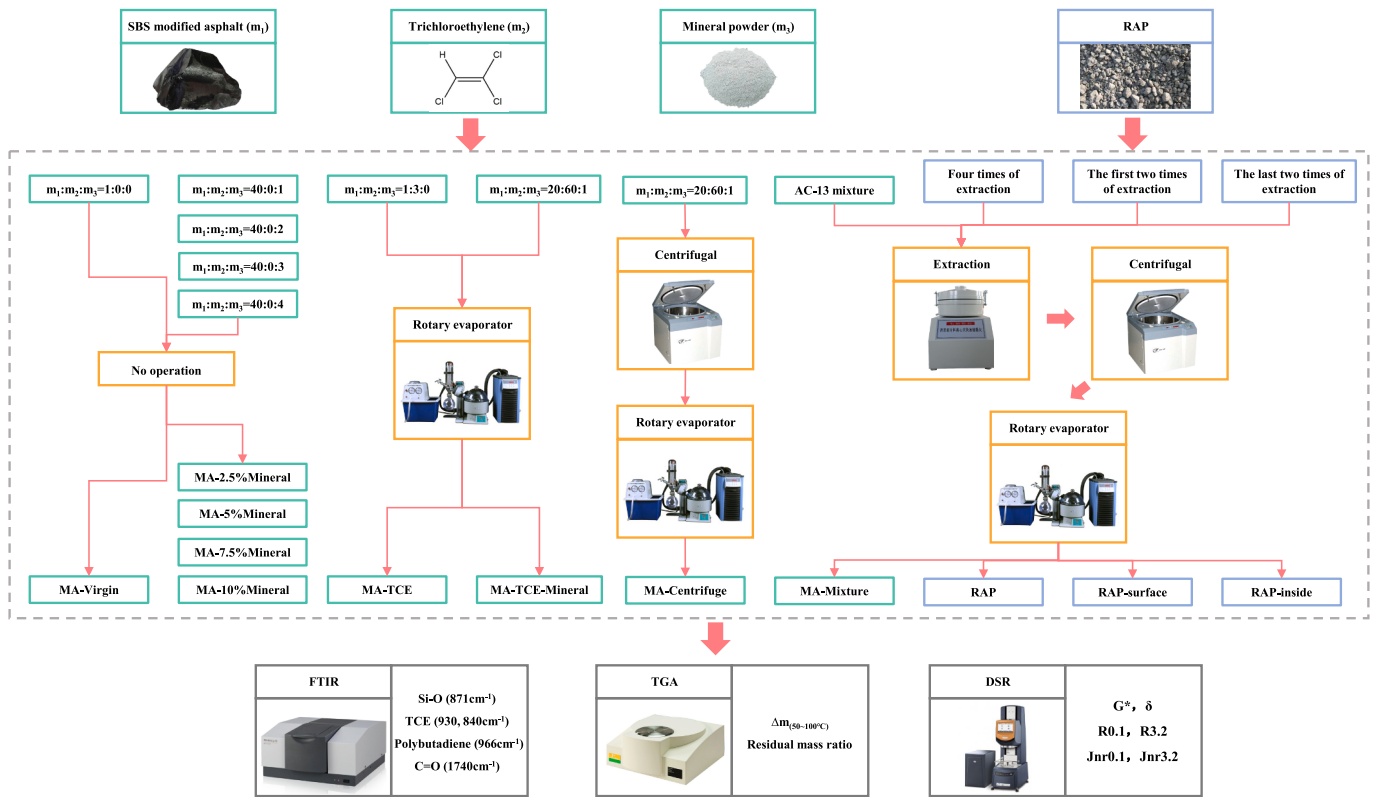 SBS modified asphalt (m₁)
Trichloroethylene (m₂)
Mineral powder (m₃)
RAP
H
Cl
Cl
Cl
m₁:m₂:m₃=1:0:0
m₁:m₂:m₃=40:0:1
m₁:m₂:m₃=40:0:2
m₁:m₂:m₃=40:0:3
m₁:m₂:m₃=40:0:4
m₁:m₂:m₃=1:3:0
m₁:m₂:m₃=20:60:1
m₁:m₂:m₃=20:60:1
AC-13 mixture
Four times of
extraction
The first two times
of extraction
The last two times
of extraction
No operation
Rotary evaporator
Centrifugal
Rotary evaporator
Extraction
Centrifugal
Rotary evaporator
MA-Virgin
MA-2.5%Mineral
MA-5%Mineral
MA-7.5%Mineral
MA-10%Mineral
MA-TCE
MA-TCE-Mineral
MA-Centrifuge
MA-Mixture
RAP
RAP-surface
RAP-inside
FTIR
Si-O (871cm⁻¹)
TCE (930, 840cm⁻¹)
Polybutadiene (966cm⁻¹)
C=O (1740cm⁻¹)
TGA
Δm₍₅₀~₁₀₀℃₎
Residual mass ratio
DSR
G*，δ
R0.1，R3.2
Jnr0.1，Jnr3.2